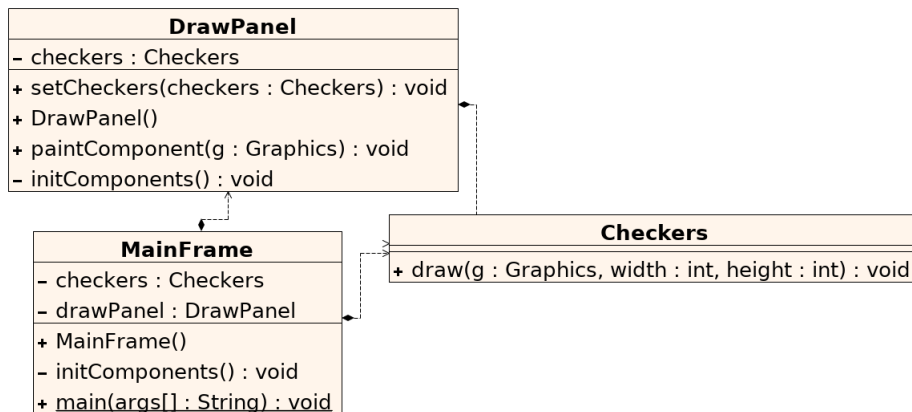 DrawPanel
- checkers : Checkers
+ setCheckers(checkers : Checkers) : void
+ DrawPanel()
+ paintComponent(g : Graphics) : void
- initComponents() : void
MainFrame
- checkers : Checkers
- drawPanel : DrawPanel
+ MainFrame()
- initComponents() : void
+ main(args[] : String) : void
Checkers
+ draw(g : Graphics, width : int, height : int) : void